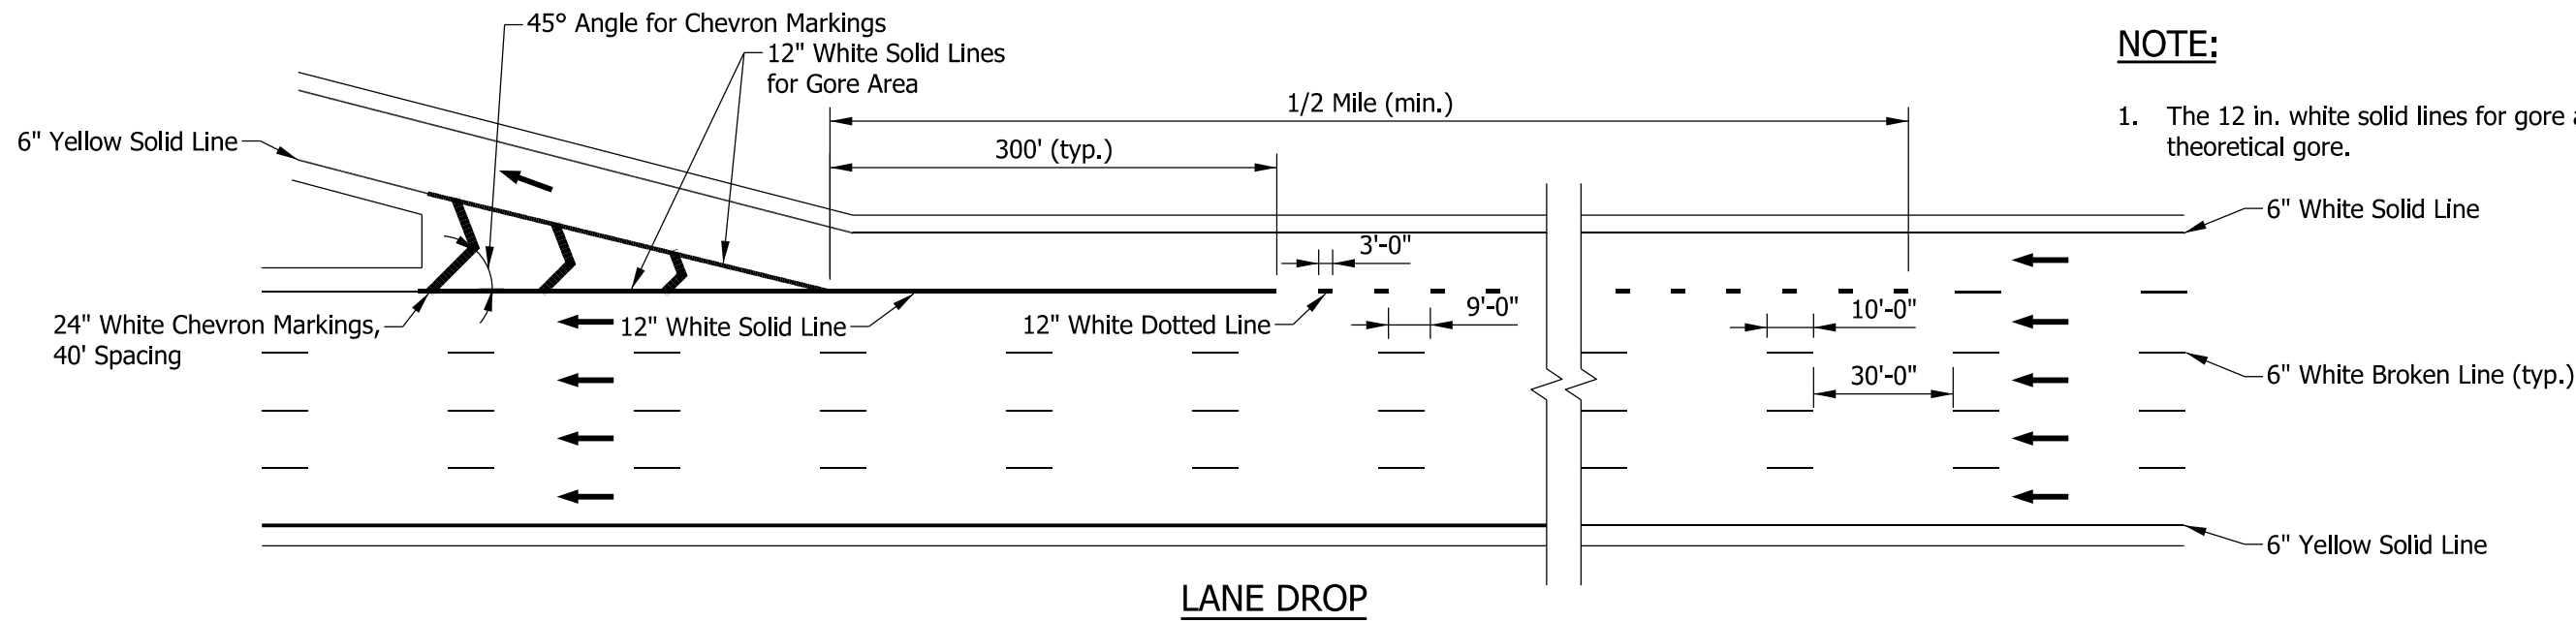 45° Angle for Chevron Markings
12" White Solid Lines
for Gore Area
NOTE:
1/2 Mile (min.)
1. The 12 in. white solid lines for gore
theoretical gore.
6" Yellow Solid Line
300' (typ.)
6" White Solid Line
3'-0"
9'-0"
10'-0"
24" White Chevron Markings,
40' Spacing
12" White Solid Line
12" White Dotted Line
30'-0"
6" White Broken Line (typ.)
6" Yellow Solid Line
LANE DROP